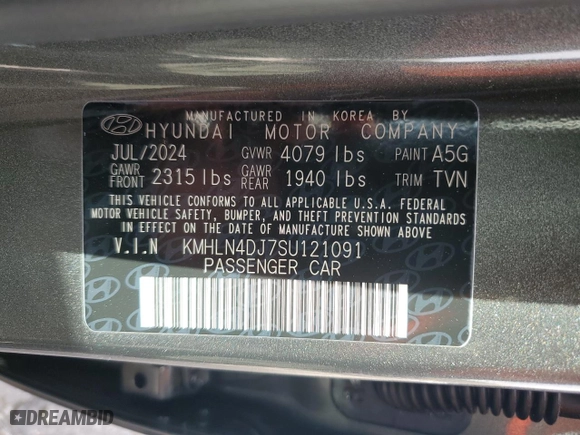 MANUFACTURED IN KOREA BY
HYUNDAI MOTOR COMPANY
JUL/2024 GVWR 4079 lbs PAINT A5G
GAWR FRONT 2315 lbs GAWR REAR 1940 lbs TRIM TVN
THIS VEHICLE CONFORMS TO ALL APPLICABLE U.S.A. FEDERAL
MOTOR VEHICLE SAFETY, BUMPER, AND THEFT PREVENTION STANDARDS
IN EFFECT ON THE DATE OF MANUFACTURE SHOWN ABOVE.
V.I.N KMHLN4DJ7SU121091
PASSENGER CAR
DREAMBID